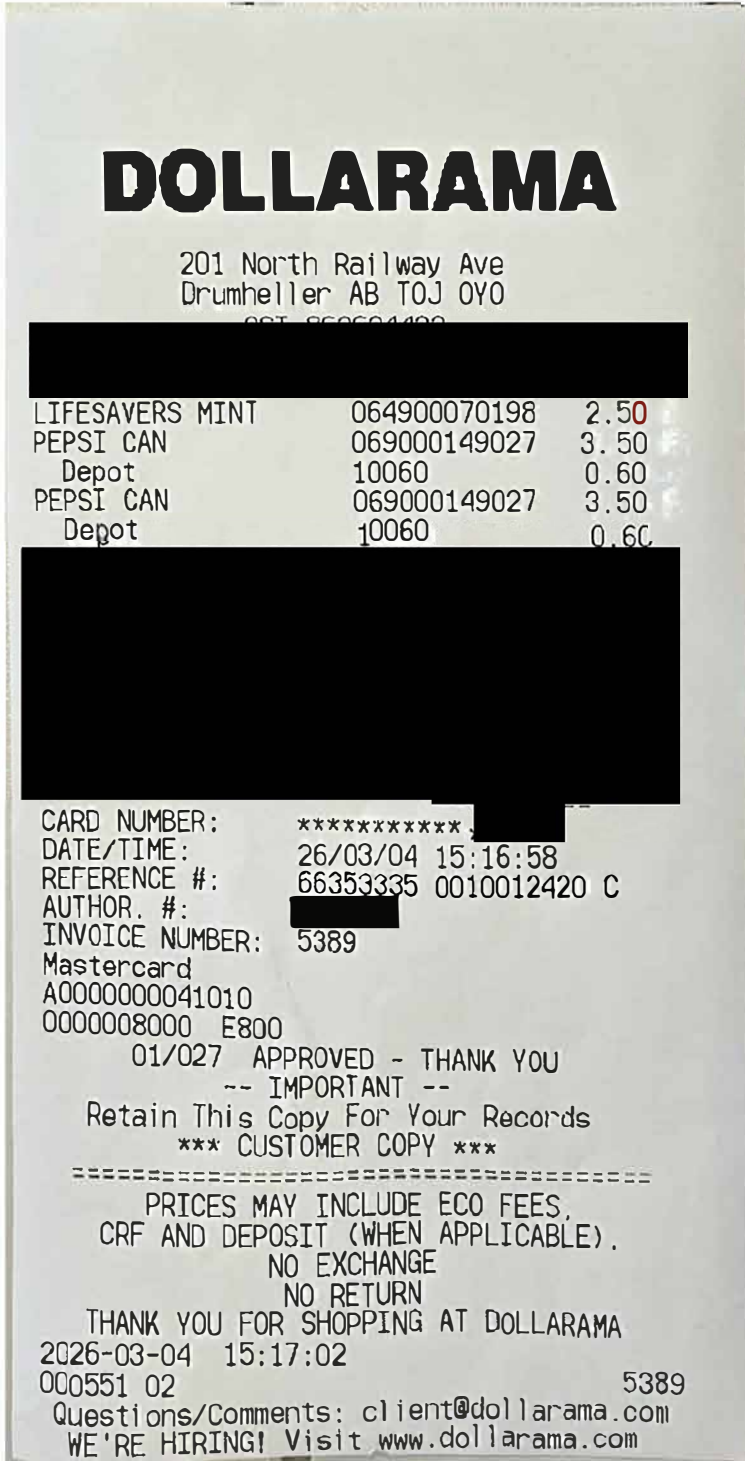 DOLLARAMA
201 North Railway Ave
Drumheller AB T0J 0Y0
LIFESAVERS MINT 064900070198 2.50
PEPSI CAN 069000149027 3.50
Depot 10060 0.60
PEPSI CAN 069000149027 3.50
Depot 10060 0.60
CARD NUMBER: ***********
DATE/TIME: 26/03/04 15:16:58
REFERENCE #: 66353335 0010012420 C
AUTHOR. #:
INVOICE NUMBER: 5389
Mastercard
A0000000041010
0000008000 E800
01/027 APPROVED - THANK YOU
-- IMPORTANT --
Retain This Copy For Your Records
*** CUSTOMER COPY ***
========================================
PRICES MAY INCLUDE ECO FEES,
CRF AND DEPOSIT (WHEN APPLICABLE).
NO EXCHANGE
NO RETURN
THANK YOU FOR SHOPPING AT DOLLARAMA
2026-03-04 15:17:02
000551 02 5389
Questions/Comments: client@dollarama.com
WE'RE HIRING! Visit www.dollarama.com